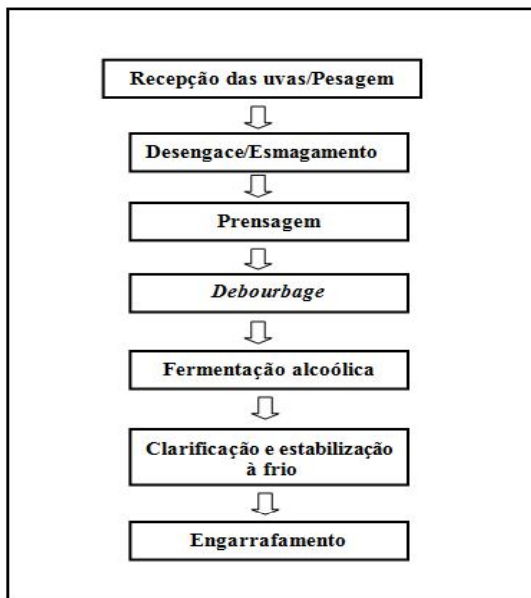 Recepção das uvas/Pesagem
Desengace/Esmagamento
Prensagem
Debourbage
Fermentação alcoólica
Clarificação e estabilização
à frio
Engarrafamento